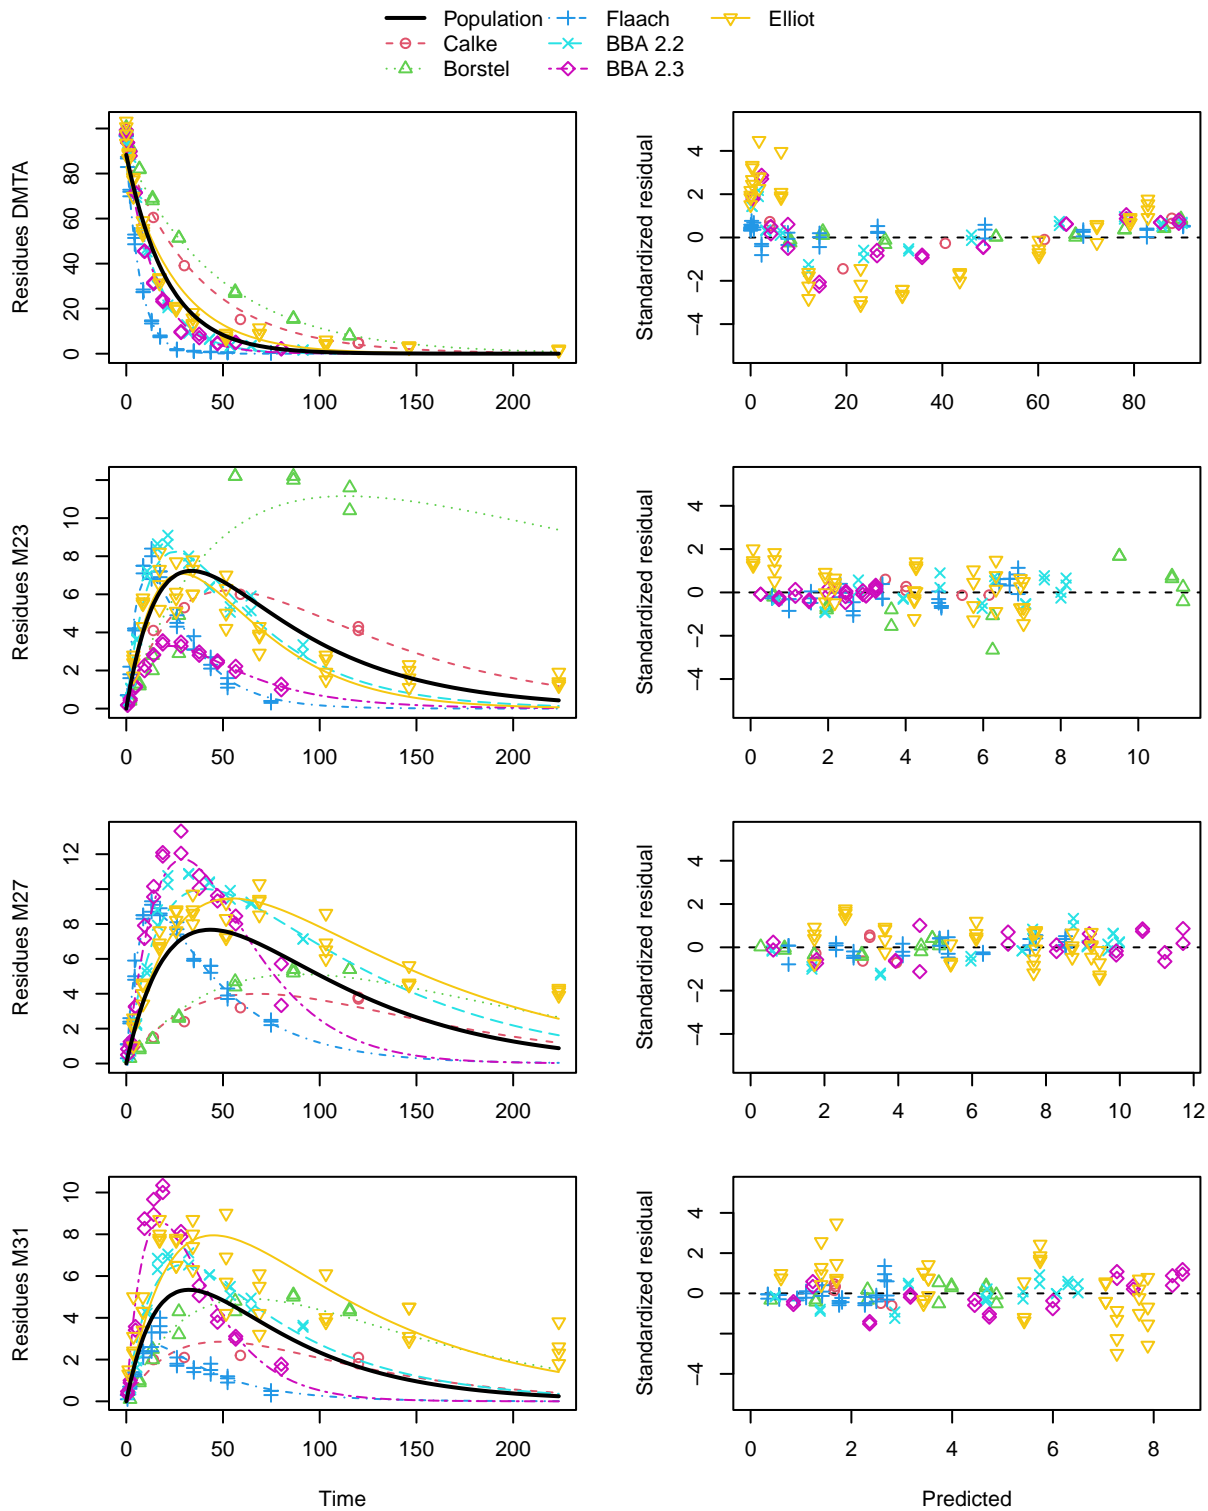 Population Flaach Elliot
Calke BBA 2.2
Borstel BBA 2.3
Residues DMTA
0 20 40 60 80
0 50 100 150 200
Standardized residual
-4 -2 0 2 4
0 20 40 60 80
Residues M23
0 2 4 6 8 10
0 50 100 150 200
Standardized residual
-4 -2 0 2 4
0 2 4 6 8 10
Residues M27
0 2 4 6 8 10 12
0 50 100 150 200
Standardized residual
-4 -2 0 2 4
0 2 4 6 8 10 12
Residues M31
0 2 4 6 8 10
0 50 100 150 200
Time
Standardized residual
-4 0 2 4
0 2 4 6 8
Predicted